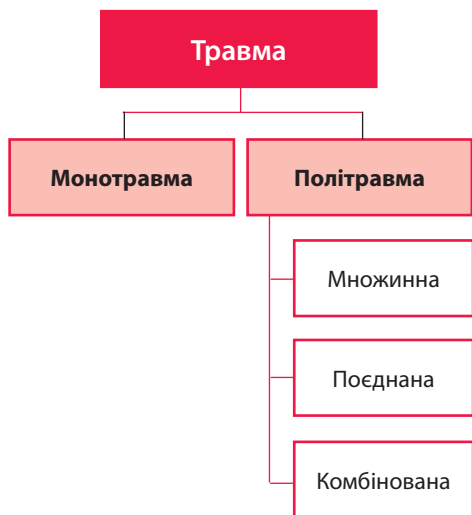 Травма
Монотравма
Політравма
Множинна
Поєднана
Комбінована